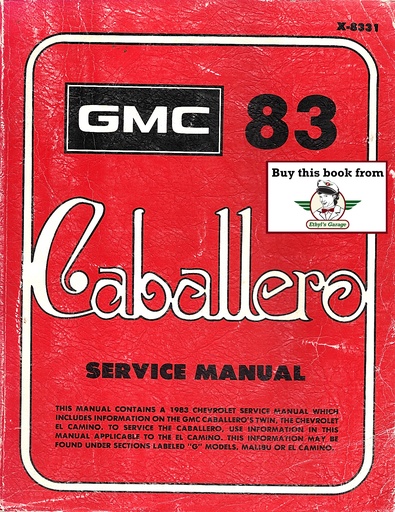 X-8331
GMC 83
Buy this book from
Ethyl's Garage
Caballero
SERVICE MANUAL
THIS MANUAL CONTAINS A 1983 CHEVROLET SERVICE MANUAL WHICH
INCLUDES INFORMATION ON THE GMC CABALLERO'S TWIN, THE CHEVROLET
EL CAMINO. TO SERVICE THE CABALLERO, USE INFORMATION IN THIS
MANUAL APPLICABLE TO THE EL CAMINO. THIS INFORMATION MAY BE
FOUND UNDER SECTIONS LABELED "G" MODELS, MALIBU OR EL CAMINO.